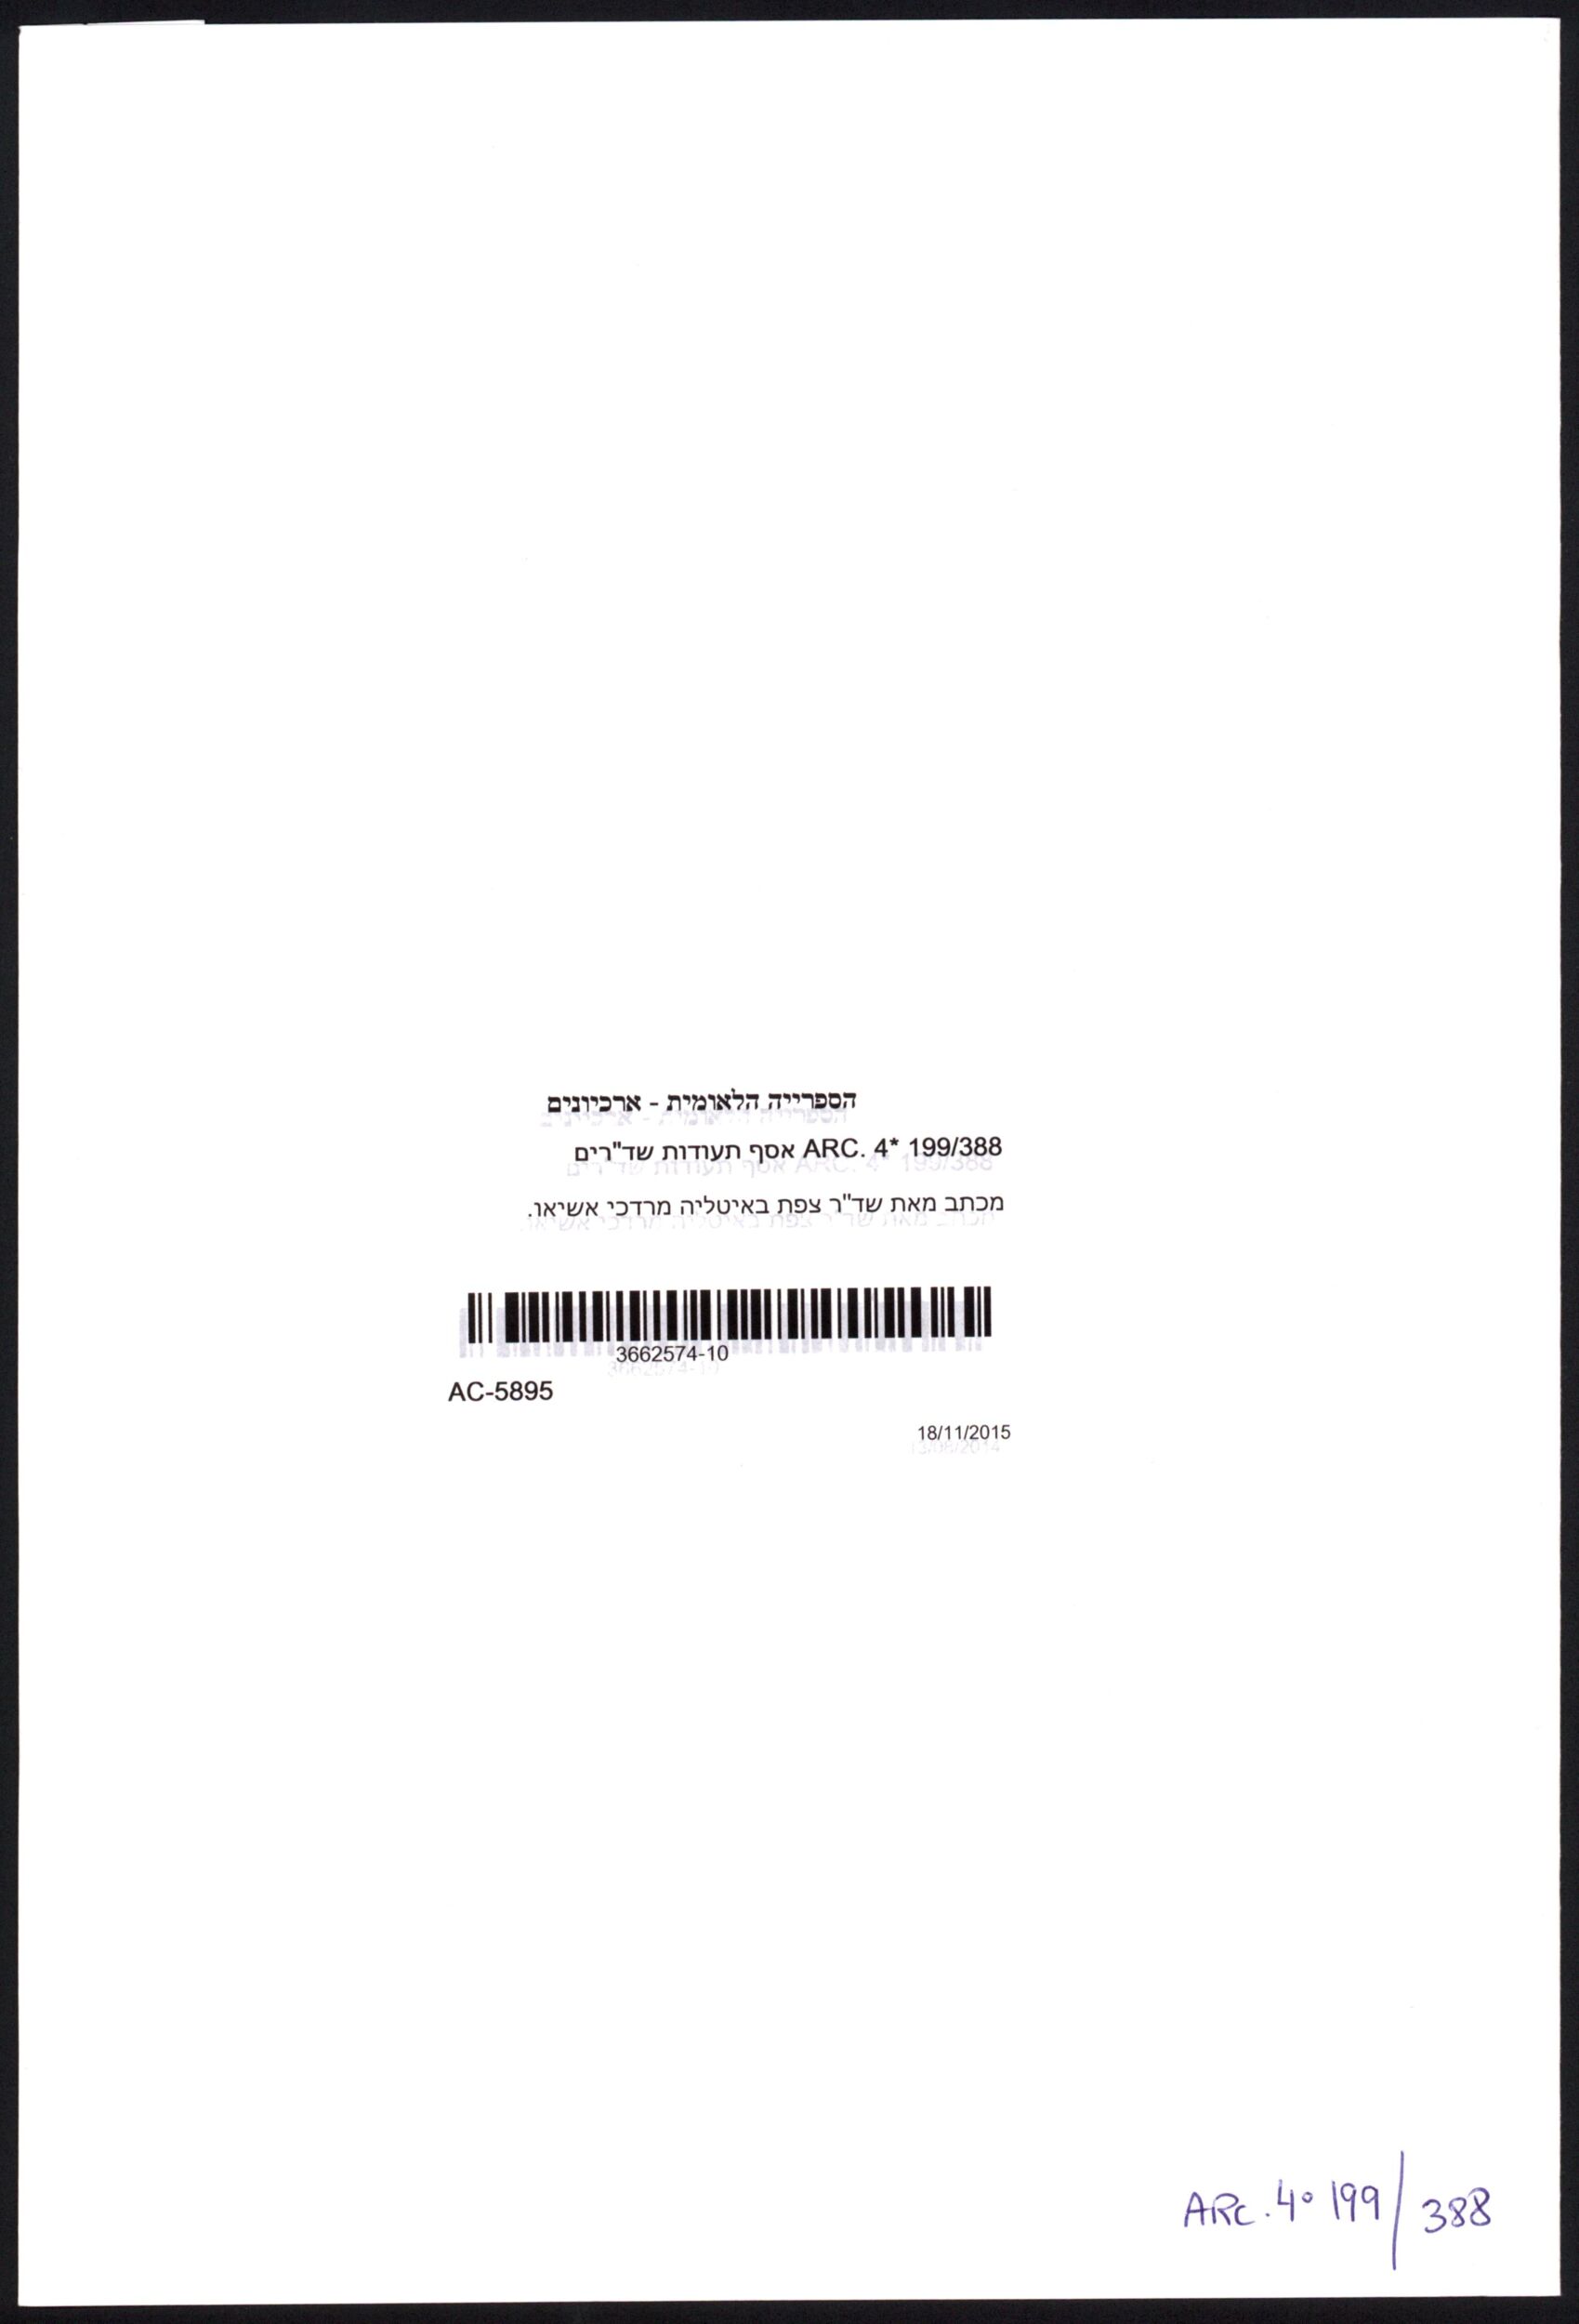 הספרייה הלאומית - ארכיונים
ARC. 4* 199/388 אסף תעודות שד"רים
מכתב מאת שד"ר צפת באיטליה מרדכי אשיאו.
3662574-10
AC-5895
18/11/2015
ARC. 4° 199/388